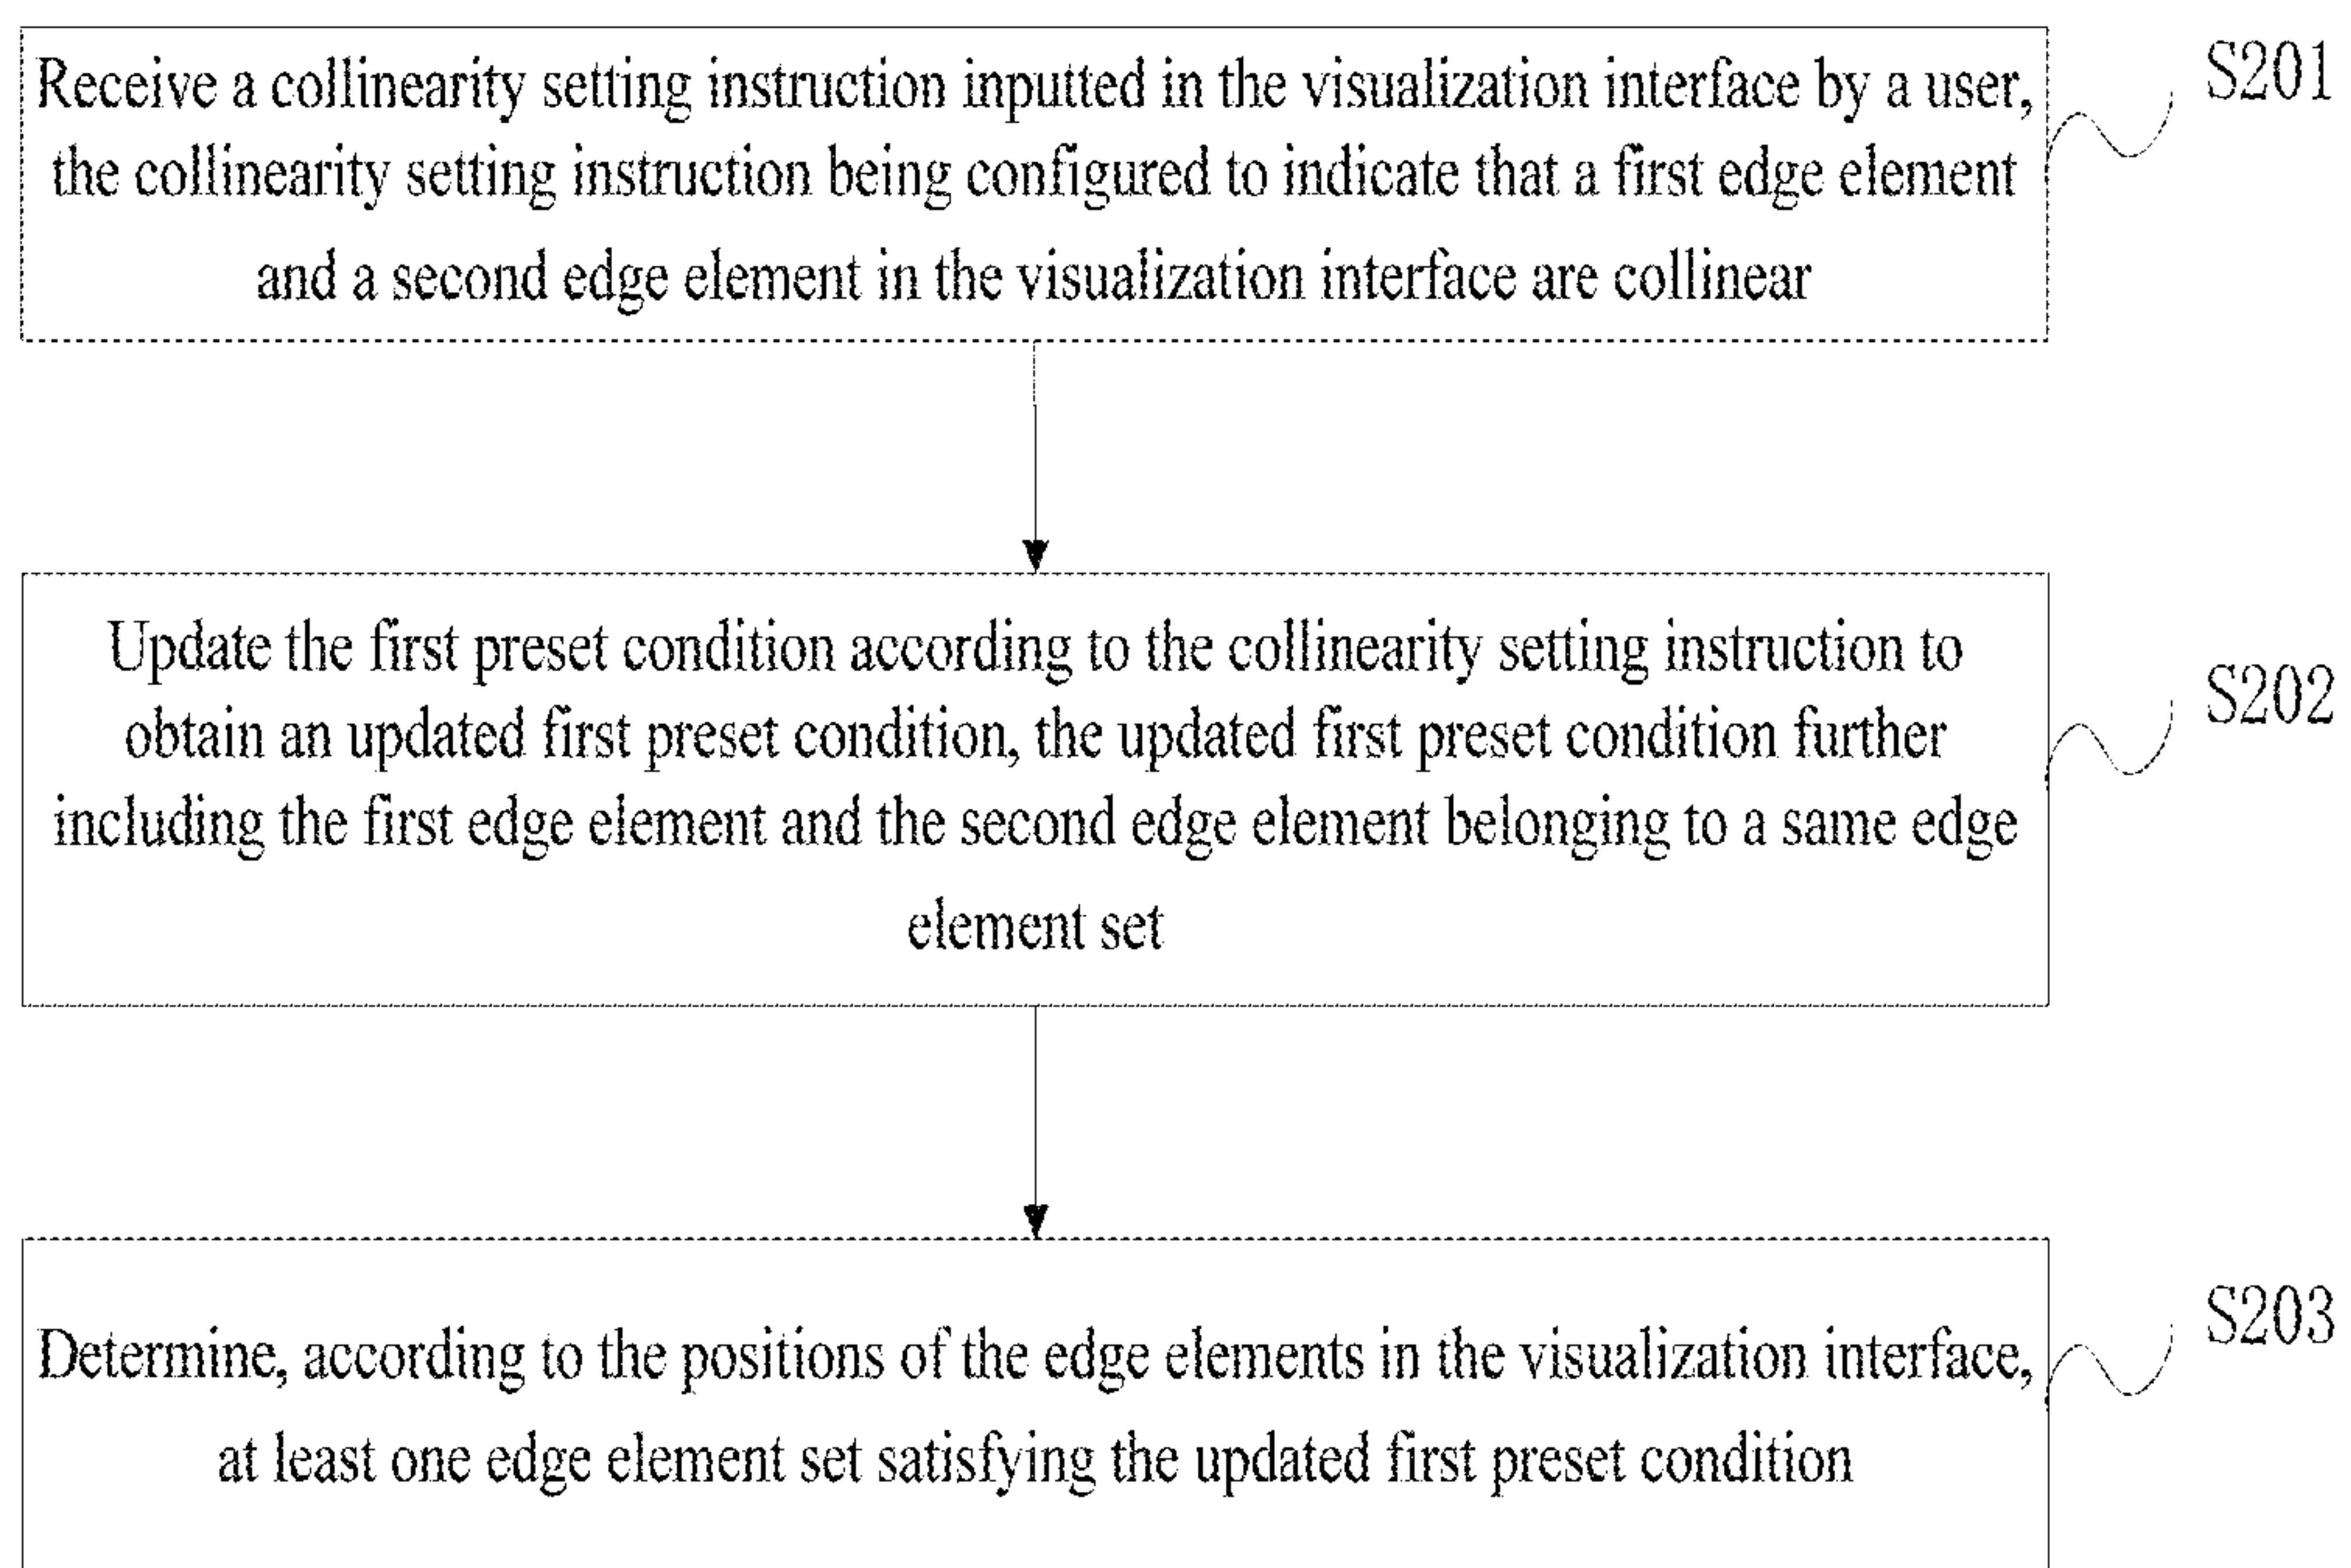 Receive a collinearity setting instruction inputted in the visualization interface by a user,
the collinearity setting instruction being configured to indicate that a first edge element
and a second edge element in the visualization interface are collinear
S201
Update the first preset condition according to the collinearity setting instruction to
obtain an updated first preset condition, the updated first preset condition further
including the first edge element and the second edge element belonging to a same edge
element set
S202
Determine, according to the positions of the edge elements in the visualization interface,
at least one edge element set satisfying the updated first preset condition
S203